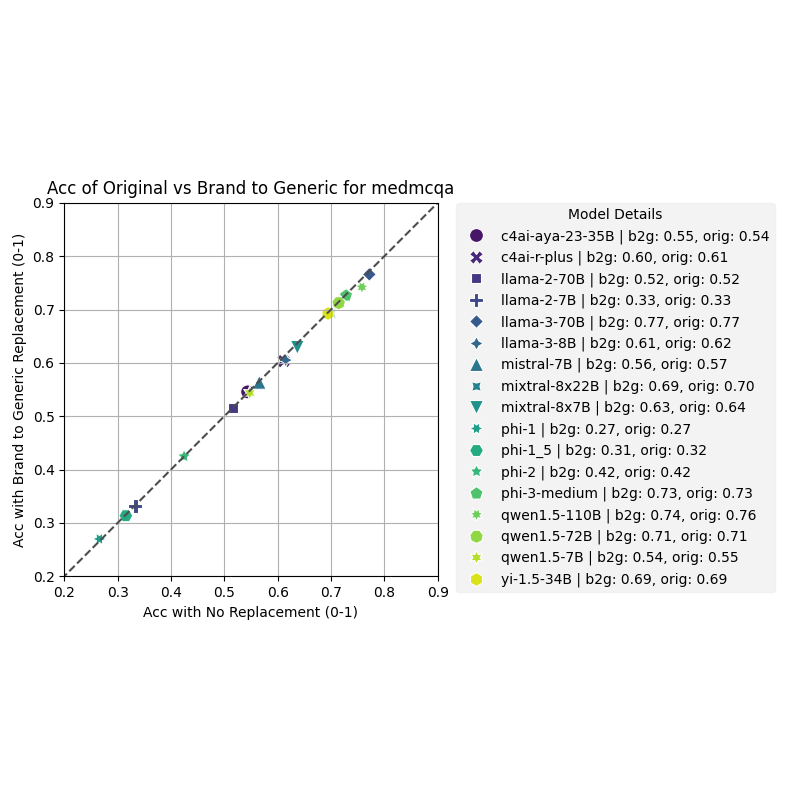 Acc of Original vs Brand to Generic for medmcqa
Acc with Brand to Generic Replacement (0-1)
0.9
0.8
0.7
0.6
0.5
0.4
0.3
0.2
0.2 0.3 0.4 0.5 0.6 0.7 0.8 0.9
Acc with No Replacement (0-1)
Model Details
c4ai-aya-23-35B | b2g: 0.55, orig: 0.54
c4ai-r-plus | b2g: 0.60, orig: 0.61
llama-2-70B | b2g: 0.52, orig: 0.52
llama-2-7B | b2g: 0.33, orig: 0.33
llama-3-70B | b2g: 0.77, orig: 0.77
llama-3-8B | b2g: 0.61, orig: 0.62
mistral-7B | b2g: 0.56, orig: 0.57
mixtral-8x22B | b2g: 0.69, orig: 0.70
mixtral-8x7B | b2g: 0.63, orig: 0.64
phi-1 | b2g: 0.27, orig: 0.27
phi-1_5 | b2g: 0.31, orig: 0.32
phi-2 | b2g: 0.42, orig: 0.42
phi-3-medium | b2g: 0.73, orig: 0.73
qwen1.5-110B | b2g: 0.74, orig: 0.76
qwen1.5-72B | b2g: 0.71, orig: 0.71
qwen1.5-7B | b2g: 0.54, orig: 0.55
yi-1.5-34B | b2g: 0.69, orig: 0.69